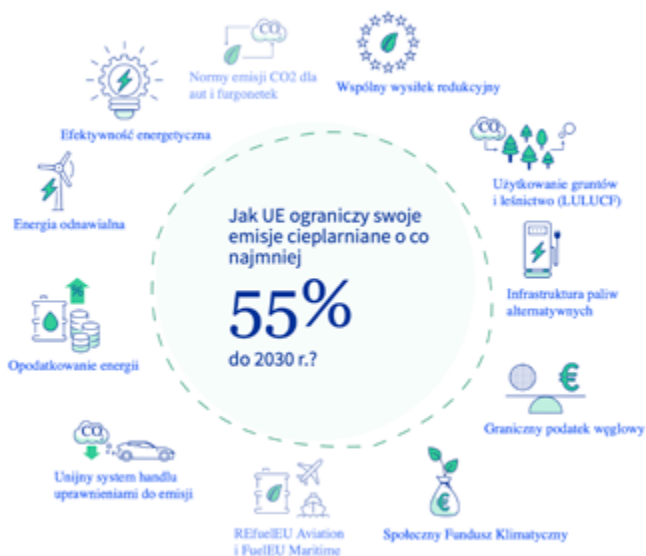 CO₂
Normy emisji CO2 dla
aut i furgonetek
Wspólny wysiłek redukcyjny
Efektywność energetyczna
CO₂
Użytkowanie gruntów
i leśnictwo (LULUCF)
Energia odnawialna
Jak UE ograniczy swoje
emisje cieplarniane o co
najmniej
55%
do 2030 r.?
Infrastruktura paliw
alternatywnych
%
Opodatkowanie energii
€
Graniczny podatek węglowy
CO₂
Unijny system handlu
uprawnieniami do emisji
REfuelEU Aviation
i FuelEU Maritime
€
Społeczny Fundusz Klimatyczny